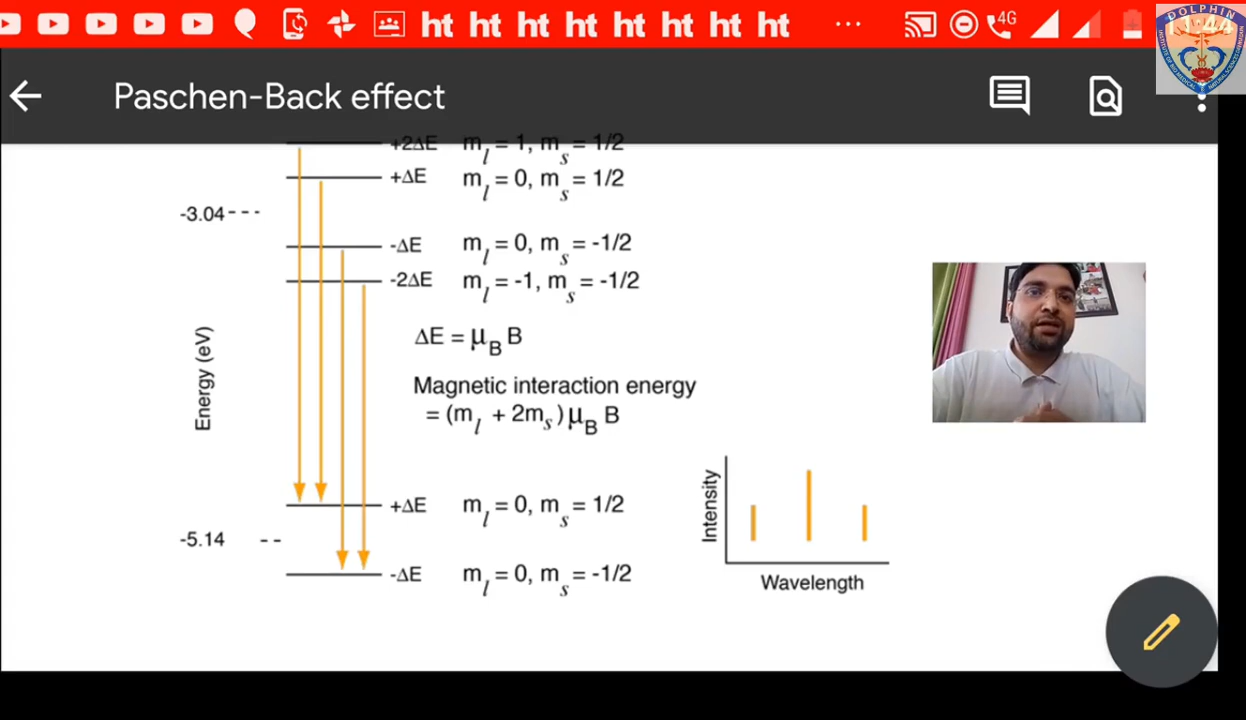 ht ht ht ht ht ht ht ht ... 4G 11:44
DOLPHIN
Paschen-Back effect
+2ΔE m_l = 1, m_s = 1/2
+ΔE m_l = 0, m_s = 1/2
-3.04
-ΔE m_l = 0, m_s = -1/2
-2ΔE m_l = -1, m_s = -1/2
ΔE = μ_B B
Energy (eV)
Magnetic interaction energy
= (m_l + 2m_s) μ_B B
Intensity
+ΔE m_l = 0, m_s = 1/2
-5.14
-ΔE m_l = 0, m_s = -1/2
Wavelength